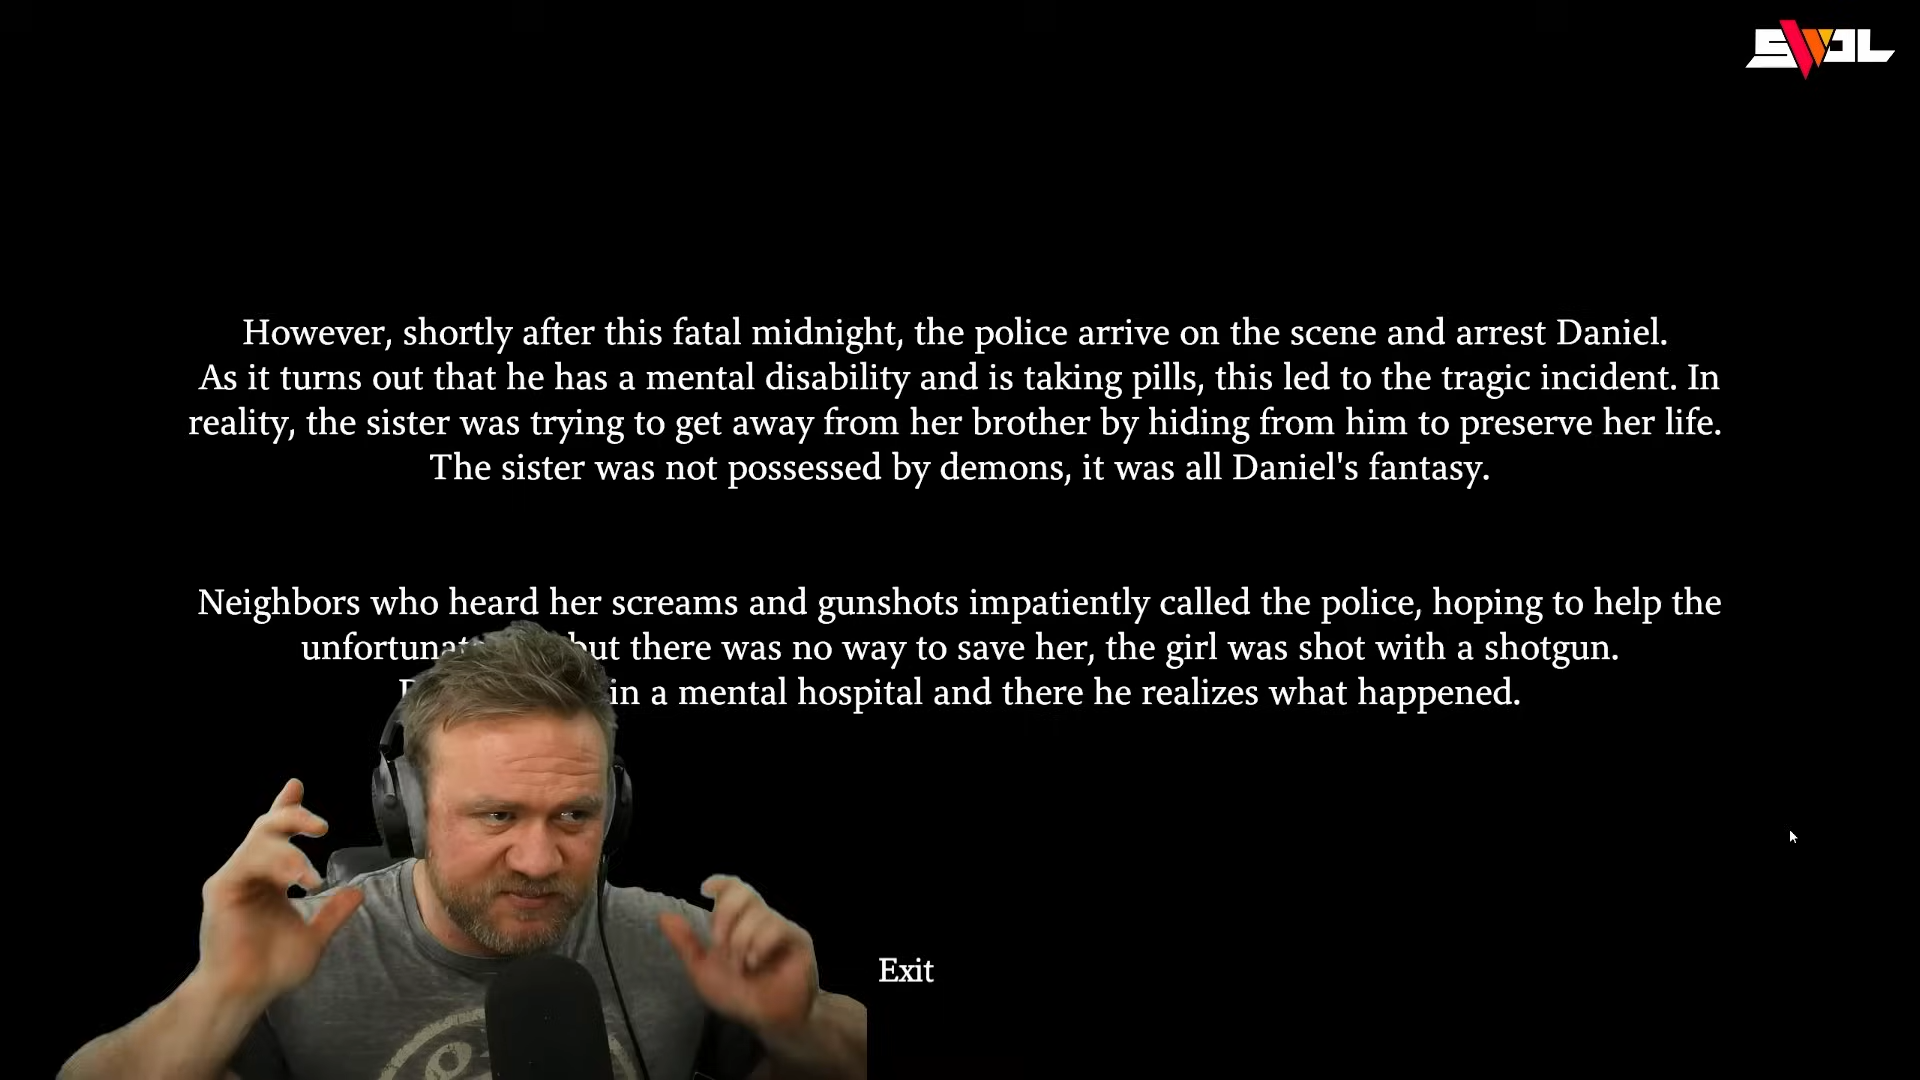 SWOL
However, shortly after this fatal midnight, the police arrive on the scene and arrest Daniel.
As it turns out that he has a mental disability and is taking pills, this led to the tragic incident. In
reality, the sister was trying to get away from her brother by hiding from him to preserve her life.
The sister was not possessed by demons, it was all Daniel's fantasy.
Neighbors who heard her screams and gunshots impatiently called the police, hoping to help the
but there was no way to save her, the girl was shot with a shotgun.
in a mental hospital and there he realizes what happened.
Exit